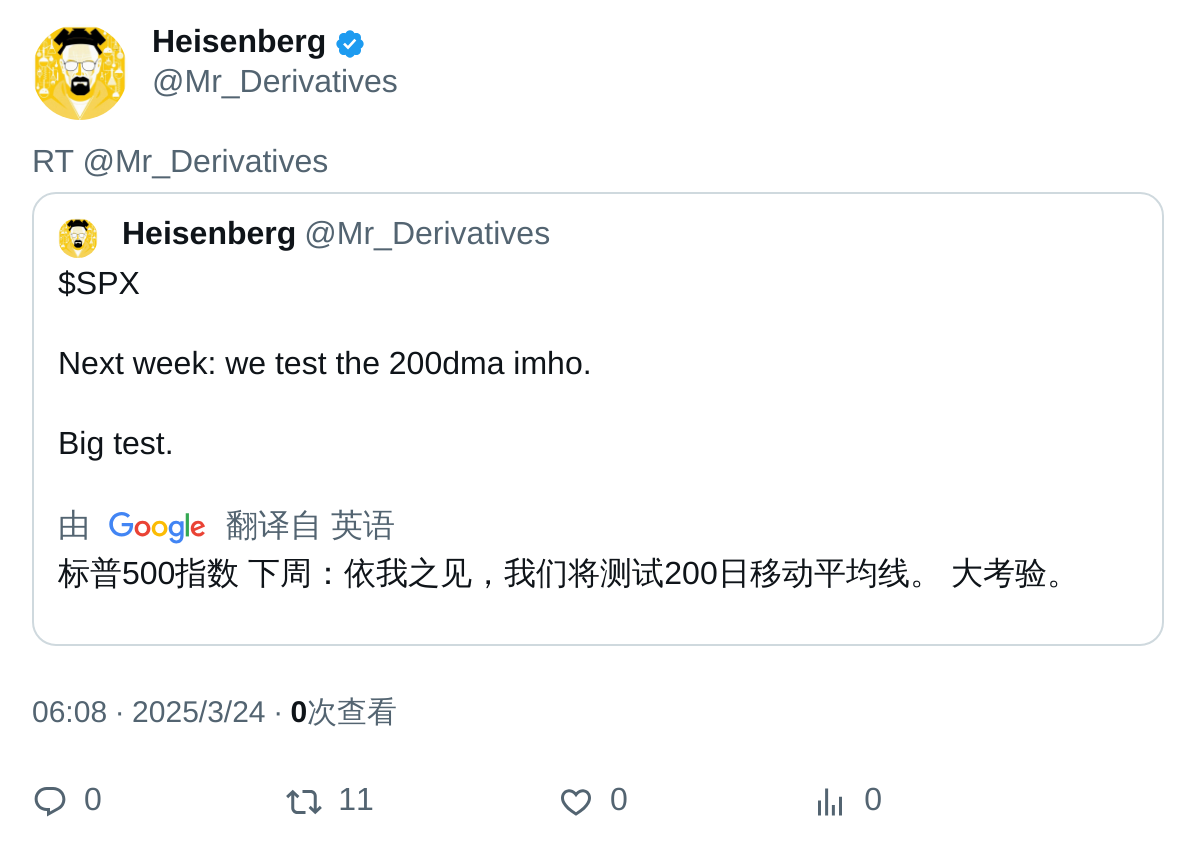 Heisenberg
@Mr_Derivatives
RT @Mr_Derivatives
Heisenberg @Mr_Derivatives
$SPX
Next week: we test the 200dma imho.
Big test.
由 Google 翻译自 英语
标普500指数 下周：依我之见，我们将测试200日移动平均线。 大考验。
06:08 · 2025/3/24 · 0次查看
0 11 0 0